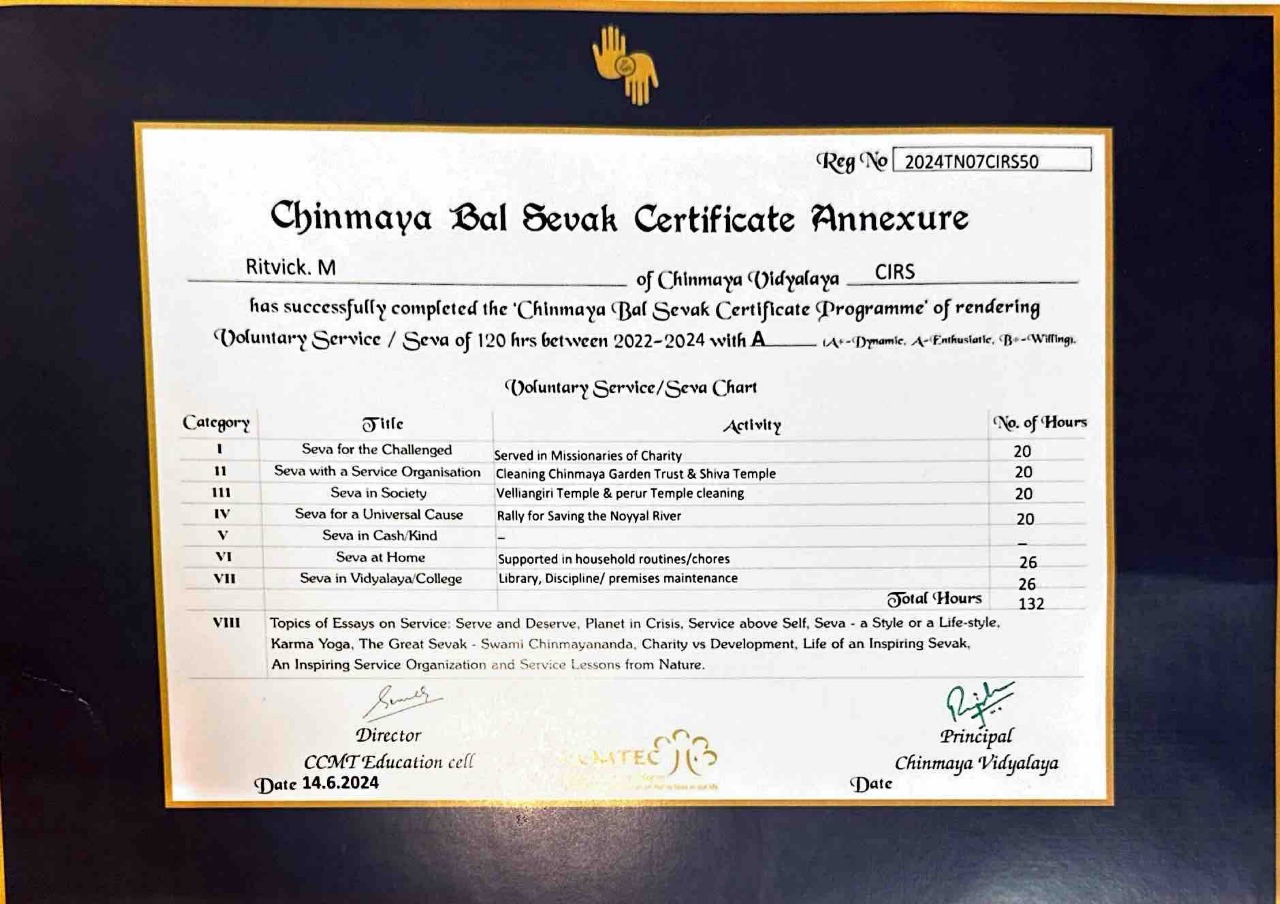 Reg No 2024TN07CIRS50
Chinmaya Bal Sevak Certificate Annexure
Ritvick. M of Chinmaya Vidyalaya CIRS
has successfully completed the 'Chinmaya Bal Sevak Certificate Programme' of rendering
Voluntary Service / Seva of 120 hrs between 2022-2024 with A (A+-Dynamic, A-Enthusiatic, B+-Willing).
Voluntary Service/Seva Chart
Category Title Activity No. of Hours
I Seva for the Challenged Served in Missionaries of Charity 20
II Seva with a Service Organisation Cleaning Chinmaya Garden Trust & Shiva Temple 20
III Seva in Society Velliangiri Temple & perur Temple cleaning 20
IV Seva for a Universal Cause Rally for Saving the Noyyal River 20
V Seva in Cash/Kind – –
VI Seva at Home Supported in household routines/chores 26
VII Seva in Vidyalaya/College Library, Discipline/ premises maintenance 26
Total Hours 132
VIII Topics of Essays on Service: Serve and Deserve, Planet in Crisis, Service above Self, Seva - a Style or a Life-style,
Karma Yoga, The Great Sevak - Swami Chinmayananda, Charity vs Development, Life of an Inspiring Sevak,
An Inspiring Service Organization and Service Lessons from Nature.
Director
CCMT Education cell
Date 14.6.2024
Principal
Chinmaya Vidyalaya
Date